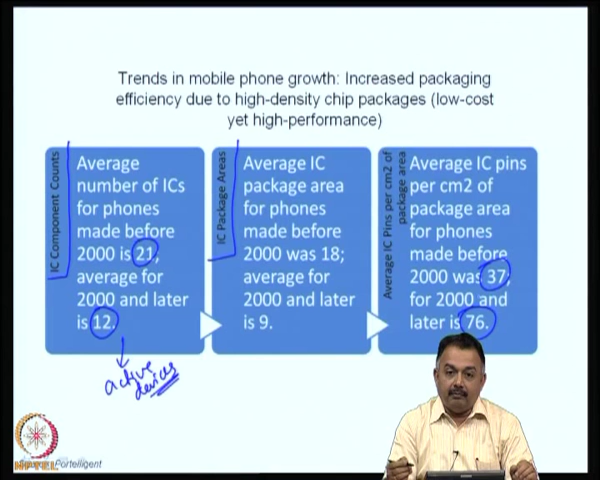 Trends in mobile phone growth: Increased packaging
efficiency due to high-density chip packages (low-cost
yet high-performance)
IC Component Counts
Average
number of ICs
for phones
made before
2000 is 21;
average for
2000 and later
is 12.
IC Package Areas
Average IC
package area
for phones
made before
2000 was 18;
average for
2000 and later
is 9.
Average IC Pins per cm2 of
package area
Average IC pins
per cm2 of
package area
for phones
made before
2000 was 37;
for 2000 and
later is 76.
active
devices
Portelligent
NPTEL